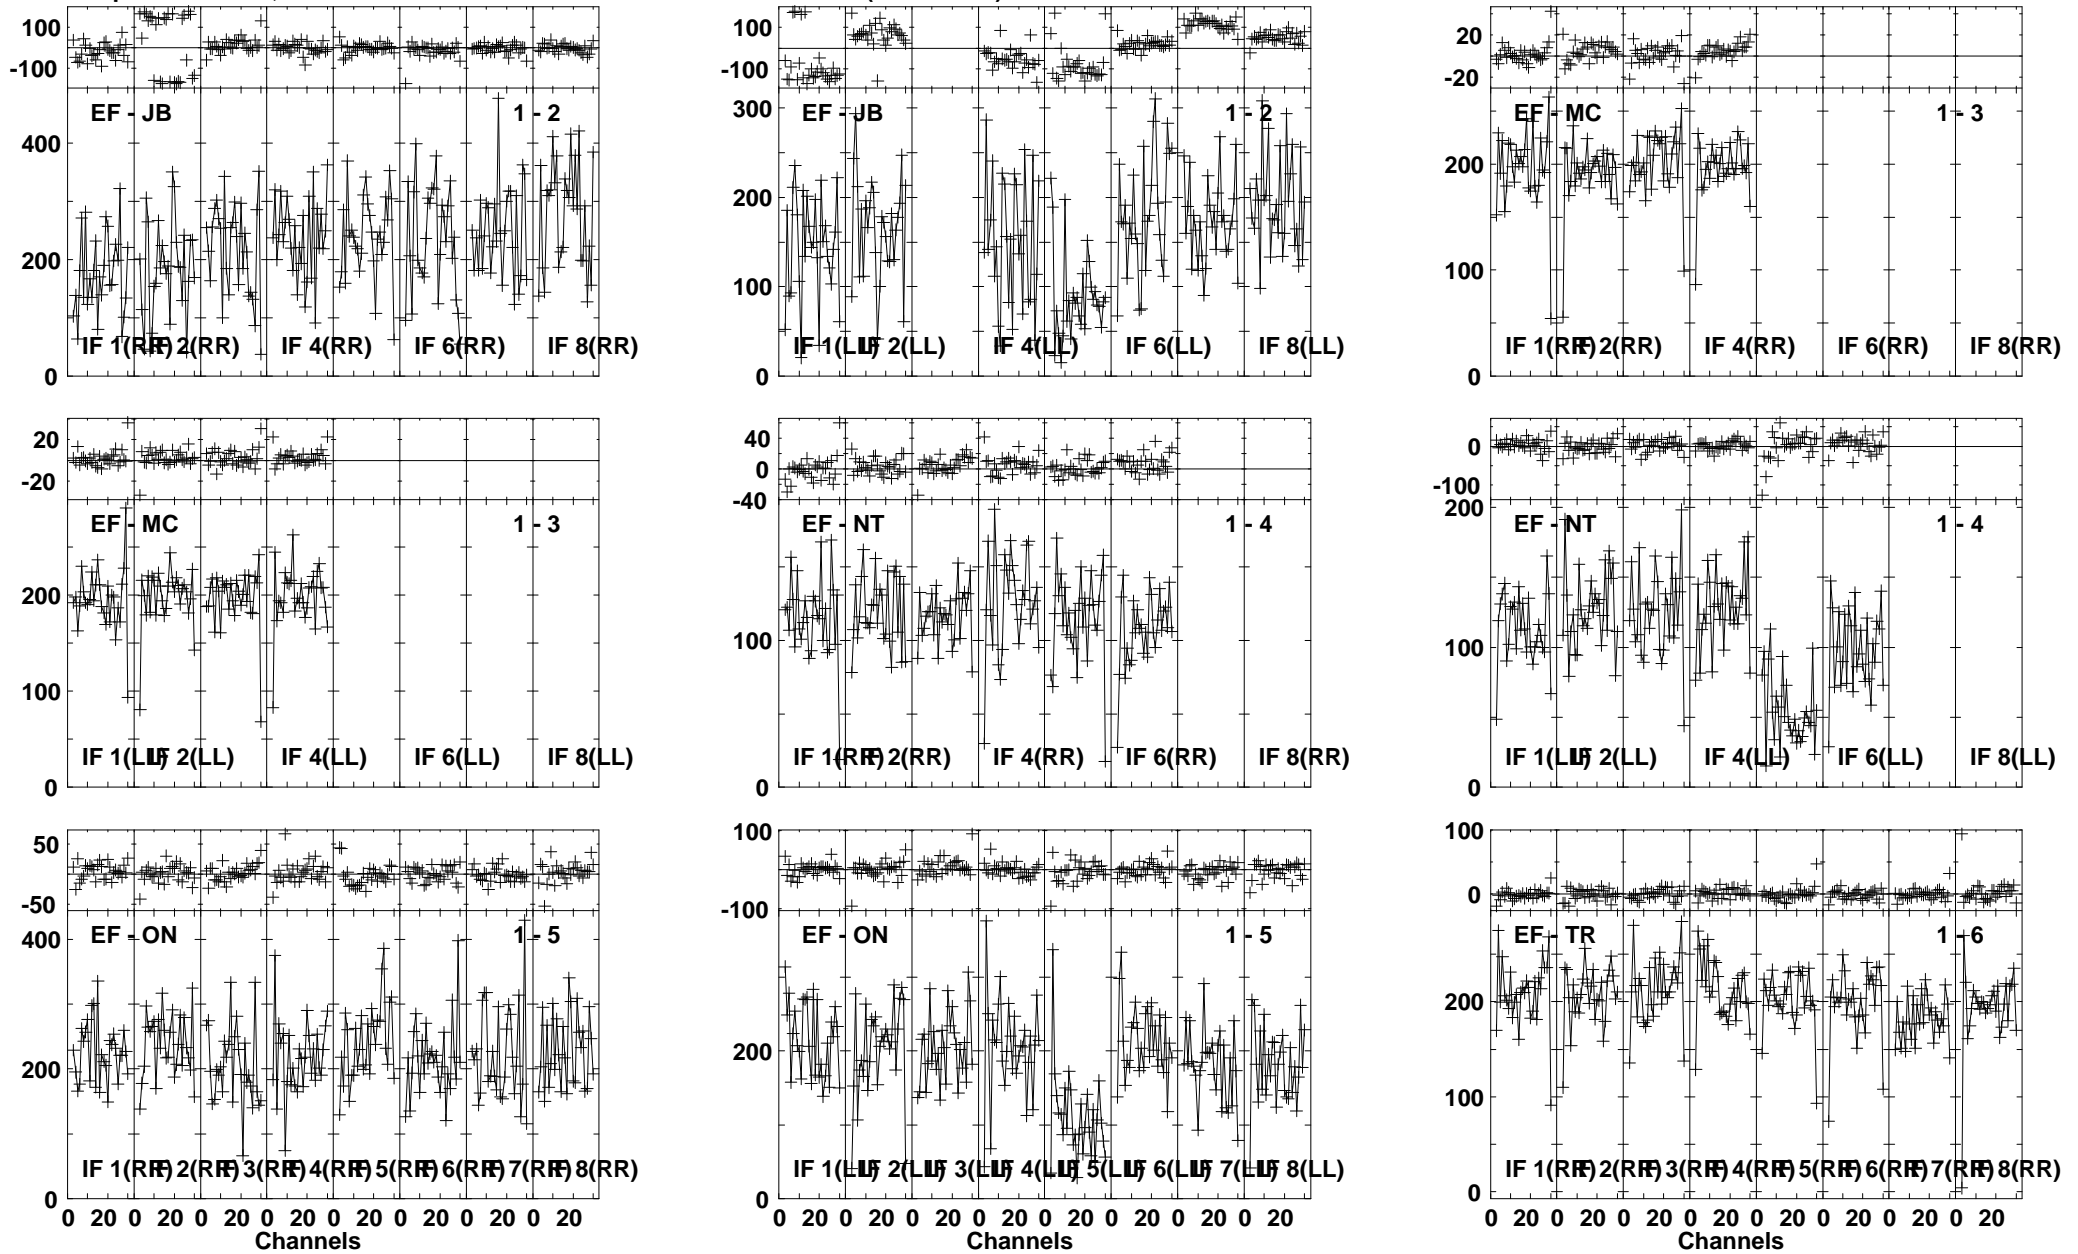 100
-100
EF - JB
1 - 2
400
200
0
IF 1(RR)
IF 2(RR)
IF 4(RR)
IF 6(RR)
IF 8(RR)
100
-100
EF - JB
1 - 2
300
200
100
0
IF 1(LL)
IF 2(LL)
IF 4(LL)
IF 6(LL)
IF 8(LL)
20
-20
EF - MC
1 - 3
200
100
0
IF 1(RR)
IF 2(RR)
IF 4(RR)
IF 6(RR)
IF 8(RR)
20
-20
EF - MC
1 - 3
200
100
0
IF 1(LL)
IF 2(LL)
IF 4(LL)
IF 6(LL)
IF 8(LL)
40
0
-40
EF - NT
1 - 4
100
0
IF 1(RR)
IF 2(RR)
IF 4(RR)
IF 6(RR)
IF 8(RR)
0
-100
200
EF - NT
1 - 4
100
0
IF 1(LL)
IF 2(LL)
IF 4(LL)
IF 6(LL)
IF 8(LL)
50
-50
EF - ON
1 - 5
400
200
0
IF 1(RR)
IF 2(RR)
IF 3(RR)
IF 4(RR)
IF 5(RR)
IF 6(RR)
IF 7(RR)
IF 8(RR)
0 20 0 20 0 20 0 20 0 20 0 20 0 20 0 20
Channels
100
-100
EF - ON
1 - 5
200
0
IF 1(LL)
IF 2(LL)
IF 3(LL)
IF 4(LL)
IF 5(LL)
IF 6(LL)
IF 7(LL)
IF 8(LL)
0 20 0 20 0 20 0 20 0 20 0 20 0 20 0 20
Channels
100
0
EF - TR
1 - 6
200
100
0
IF 1(RR)
IF 2(RR)
IF 3(RR)
IF 4(RR)
IF 5(RR)
IF 6(RR)
IF 7(RR)
IF 8(RR)
0 20 0 20 0 20 0 20 0 20 0 20 0 20 0 20
Channels